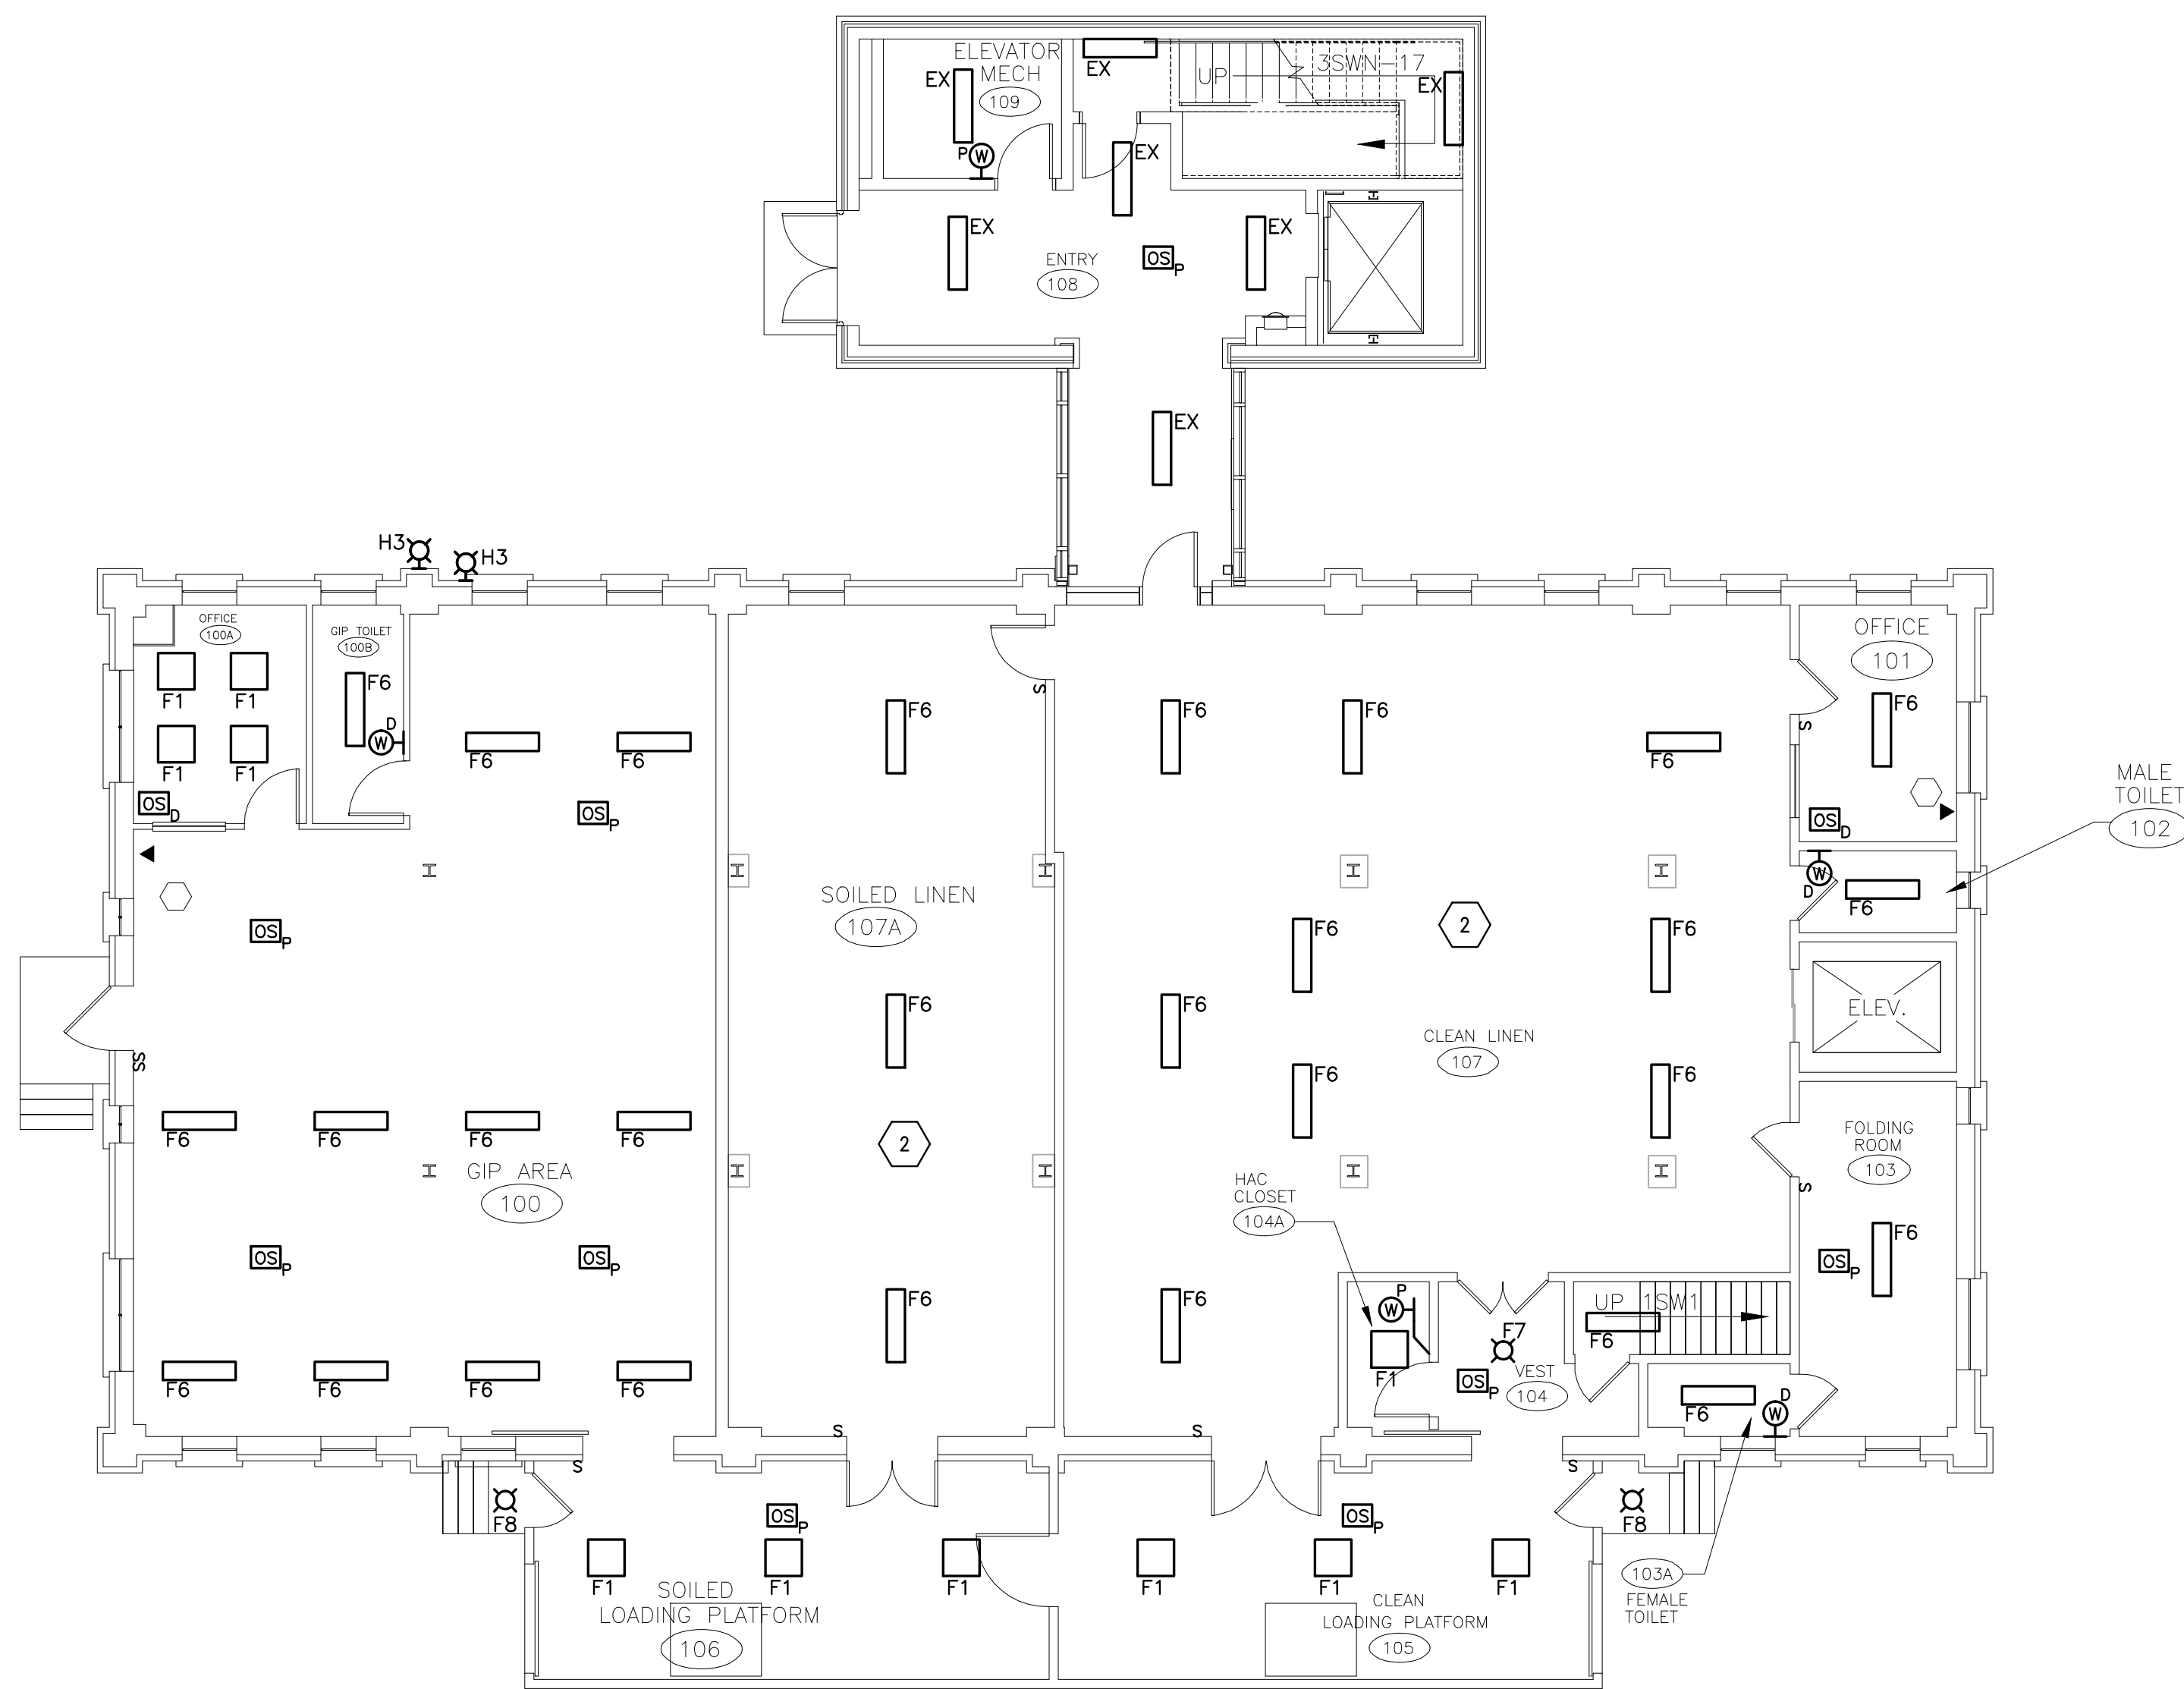 ELEVATOR
MECH
109
EX
EX
UP
3SWN-17
EX
P
W
EX
EX
EX
ENTRY
108
OS
P
EX
H3
H3
OFFICE
100A
GIP TOILET
100B
F1
F1
F6
F1
F1
D
W
OS
D
F6
F6
OS
P
OS
P
SS
F6
F6
F6
F6
GIP AREA
100
OS
P
OS
P
F6
F6
F6
F6
S
F6
SOILED LINEN
107A
F6
2
F6
S
S
F6
F6
F6
F6
2
F6
F6
CLEAN LINEN
107
F6
F6
F6
S
OFFICE
101
F6
S
OS
D
MALE
TOILET
102
W
D
F6
ELEV.
FOLDING
ROOM
103
S
F6
OS
P
HAC
CLOSET
104A
P
W
F1
F7
OS
P
VEST
104
UP 1SW1
F6
F6
D
W
S
F8
OS
P
F1
F1
F1
SOILED
LOADING PLATFORM
106
S
OS
P
F1
F1
F1
CLEAN
LOADING PLATFORM
105
F8
103A
FEMALE
TOILET